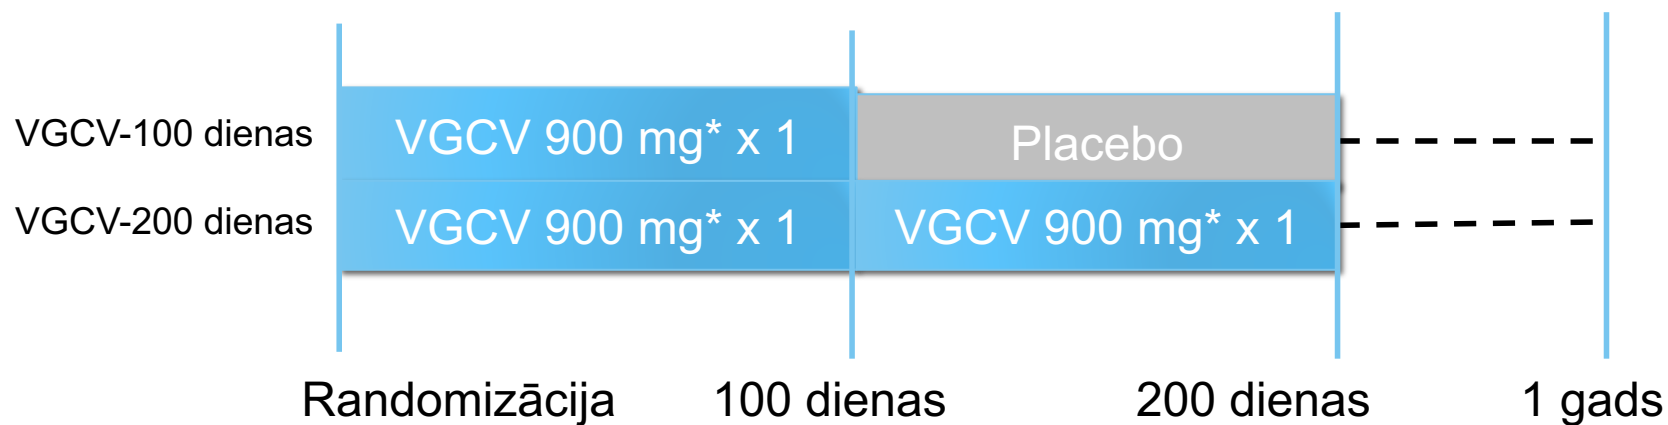 VGCV-100 dienas
VGCV 900 mg* x 1
Placebo
VGCV-200 dienas
VGCV 900 mg* x 1
VGCV 900 mg* x 1
Randomizācija
100 dienas
200 dienas
1 gads